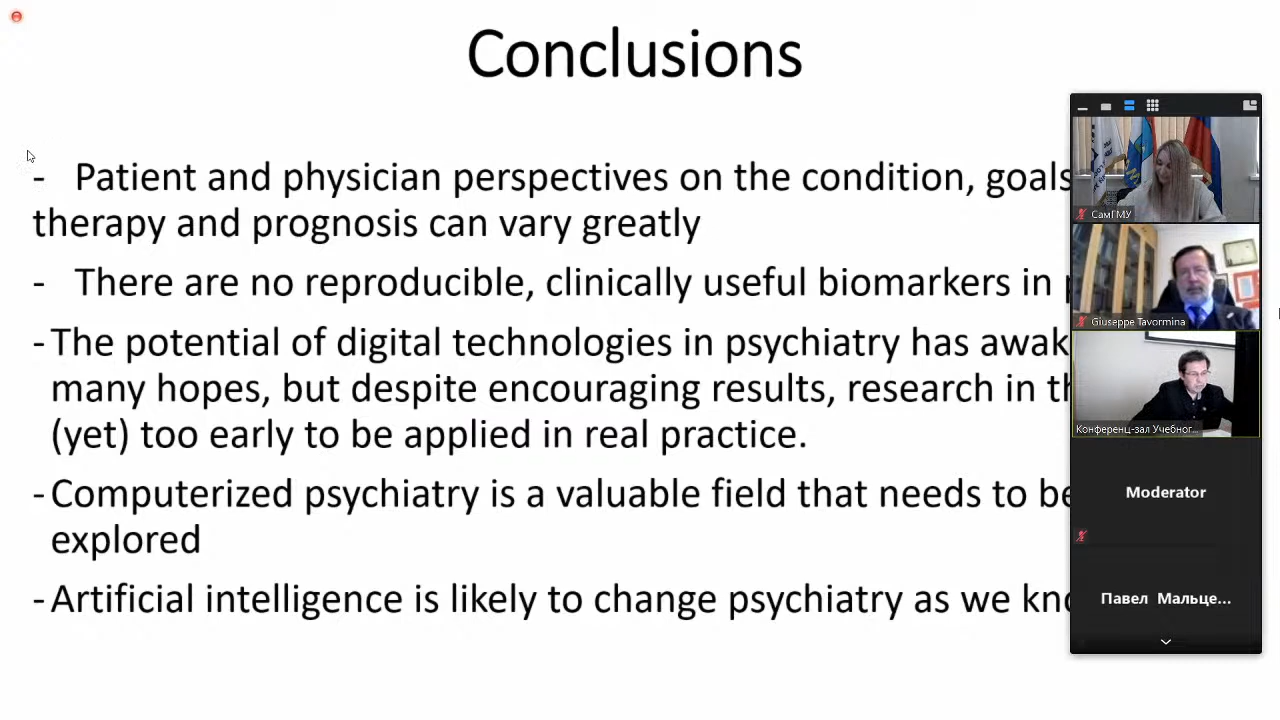 Conclusions
- Patient and physician perspectives on the condition, goals
therapy and prognosis can vary greatly
- There are no reproducible, clinically useful biomarkers in
- The potential of digital technologies in psychiatry has awak
many hopes, but despite encouraging results, research in
(yet) too early to be applied in real practice.
- Computerized psychiatry is a valuable field that needs to be
explored
- Artificial intelligence is likely to change psychiatry as we
СамГМУ
Giuseppe Tavormina
Конференц-зал Учебног...
Moderator
Павел Мальце...